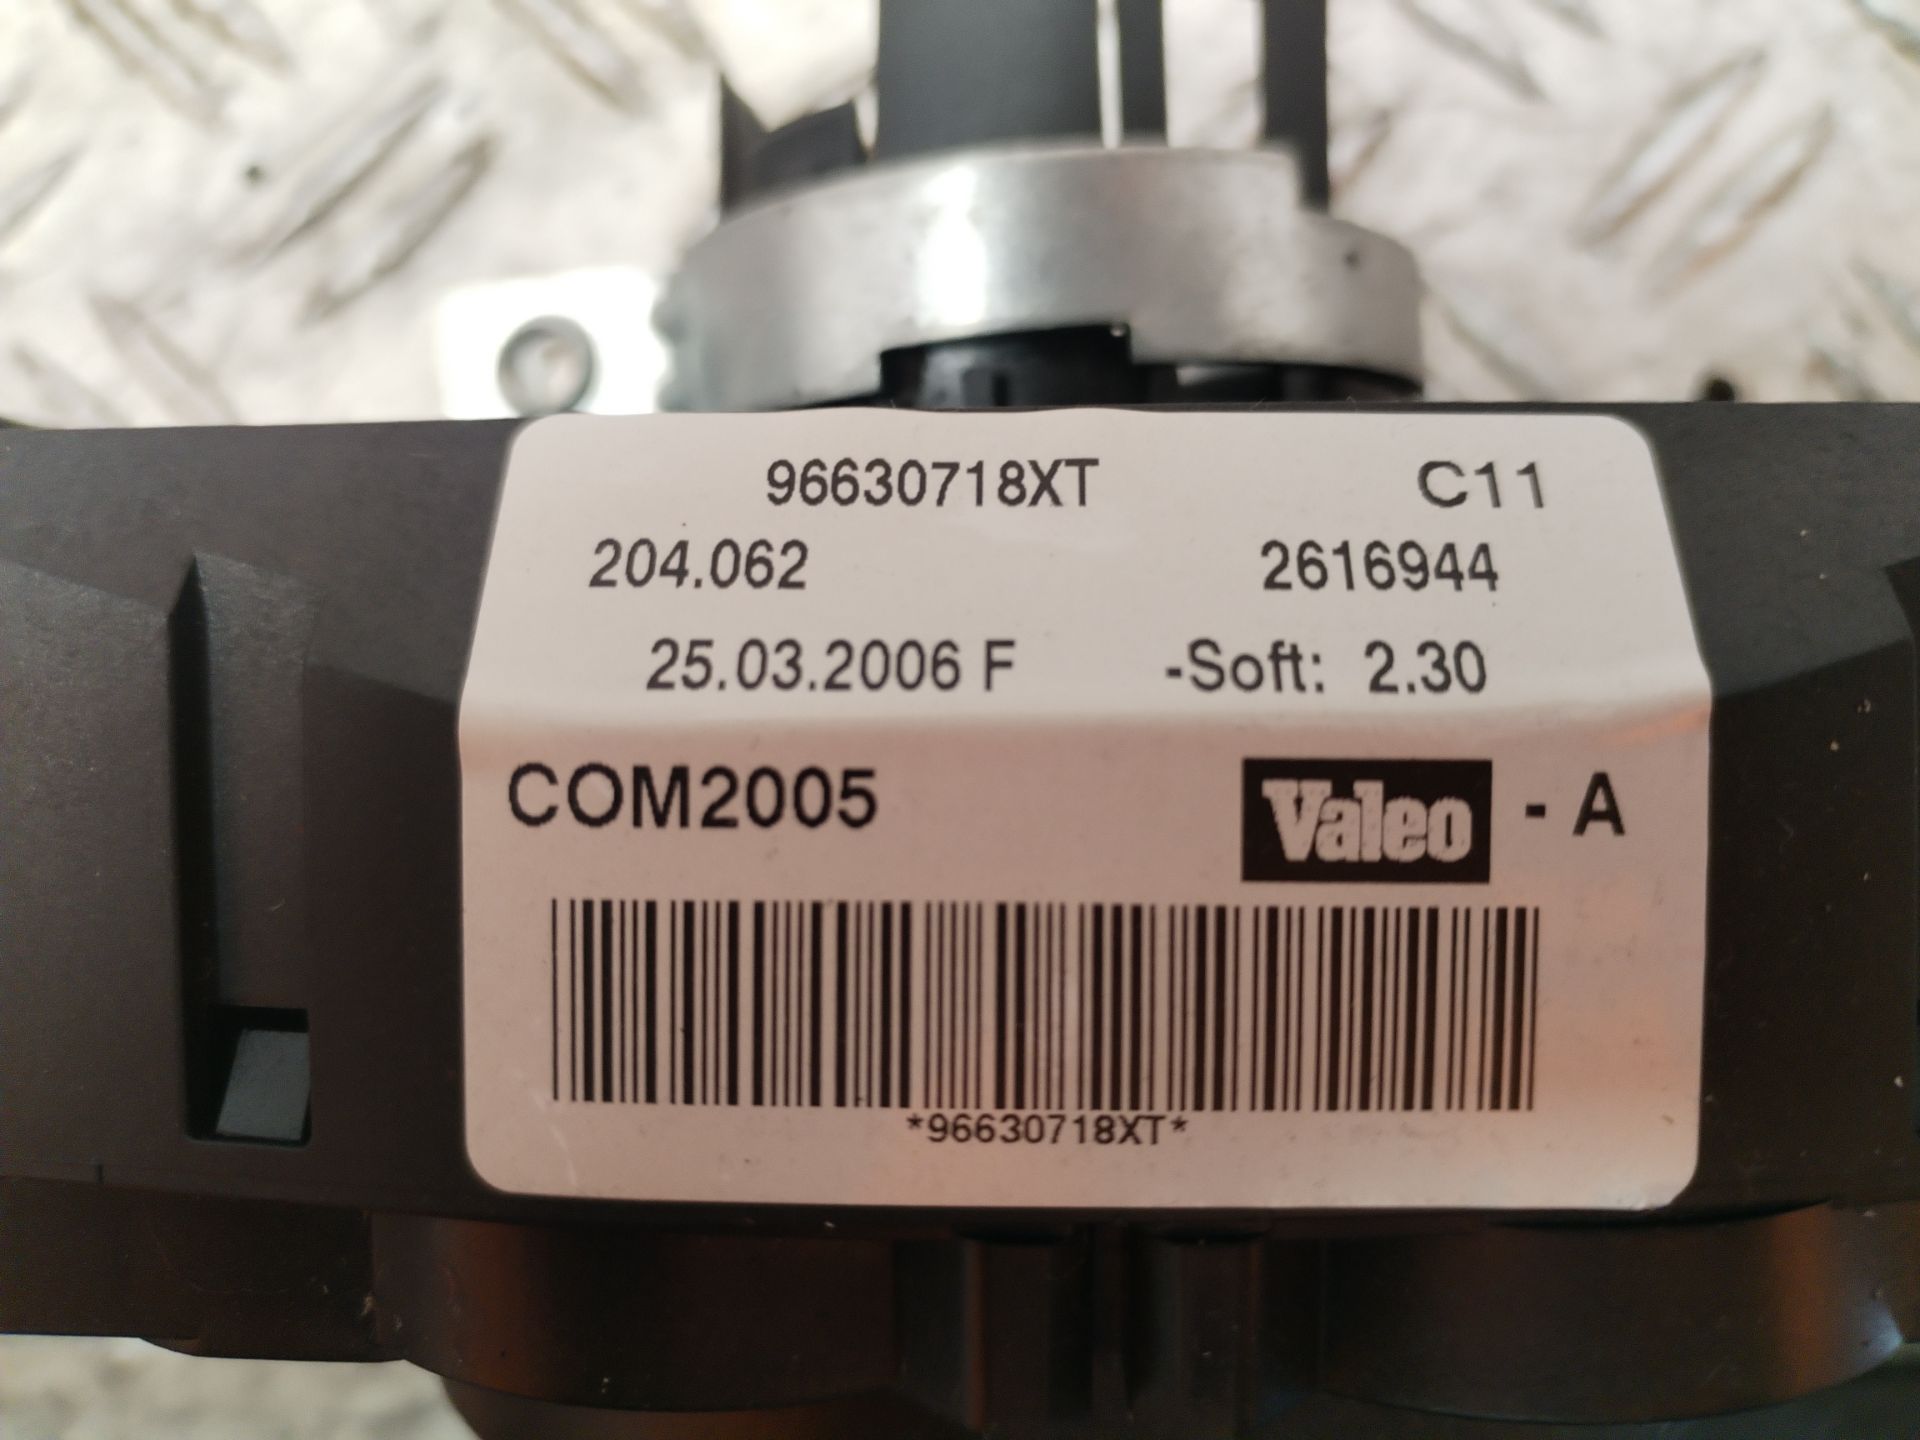 96630718XT C11
204.062 2616944
25.03.2006 F -Soft: 2.30
COM2005 Valeo - A
*96630718XT*